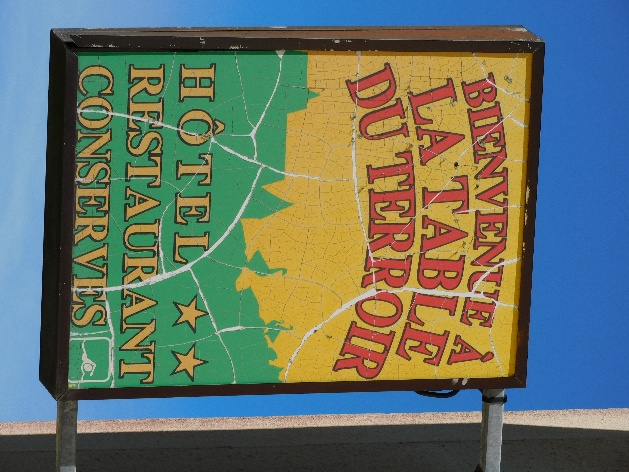 BIENVENUE À
LA TABLE
DU TERROIR
HÔTEL
RESTAURANT
CONSERVES